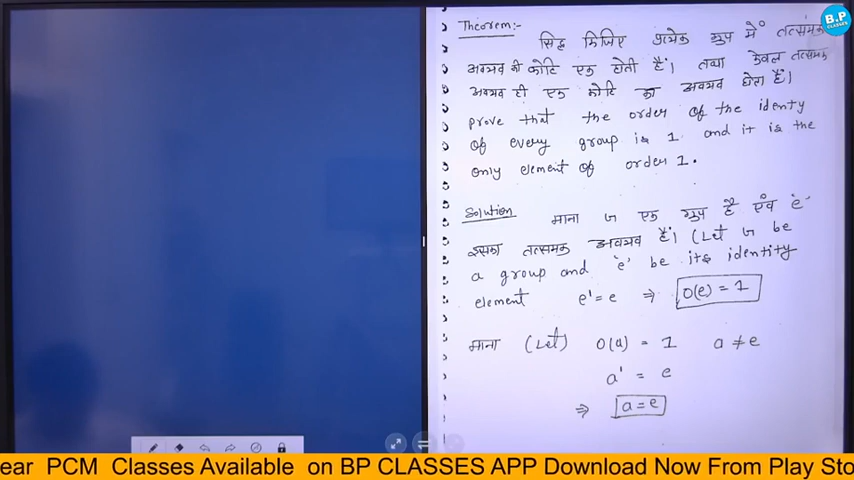 Theorem:-
सिद्ध किजिए प्रत्येक ग्रुप में तत्समक
अवयव की कोटि एक होती है। तथा केवल तत्समक
अवयव ही एक कोटि का अवयव होता है।
prove that the order of the identy
of every group is 1 and it is the
only element of order 1.
Solution माना G एक ग्रुप है एंव 'e'
इसका तत्समक अवयव है। (Let G be
a group and 'e' be its identity
element e¹=e ⇒ O(e) = 1
माना (Let) O(a) = 1 a ≠ e
a¹ = e
⇒ a=e
B.P
CLASSES
ear PCM Classes Available on BP CLASSES APP Download Now From Play Sto